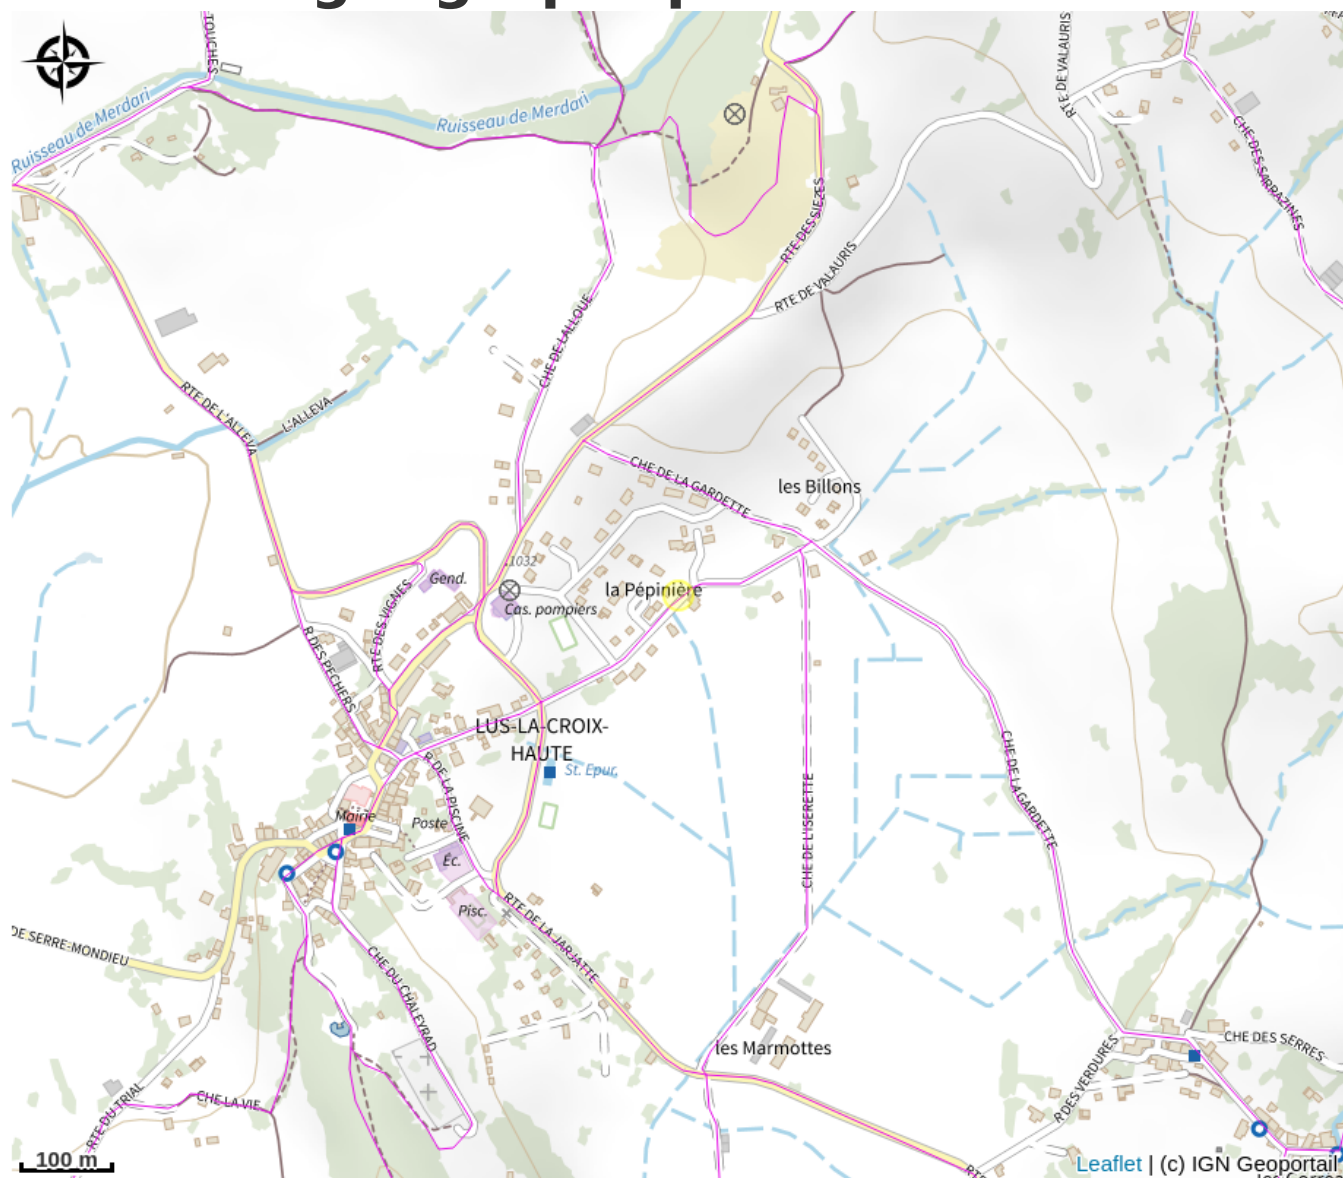 TOUCHES
Ruisseau de Merdari
Ruisseau de Merdari
RTE DE VALAURIS
CHE DES SARRAZINES
RTE DES SIEZES
RTE DE VALAURIS
CHE DE LALLOUE
RTE DE L'ALLEVA
L'ALLEVA
CHE DE LA GARDETTE
les Billons
1032
Gend.
la Pépinière
Cas. pompiers
RTE DES VIGNES
R DES PECHERS
LUS-LA-CROIX-
HAUTE
St. Epur.
R DE LA PISCINE
CHE DE L'ISERETTE
CHE DE LA GARDETTE
Mairie
Poste
Éc.
Pisc.
RTE DE LA JARJATTE
DE SERRE-MONDIEU
CHE DU CHALEYRAD
les Marmottes
CHE DES SERRES
R DES VERDURES
CHE LA VIE
RTE DU TRIAL
100 m
RTE
Leaflet | (c) IGN Geoportail